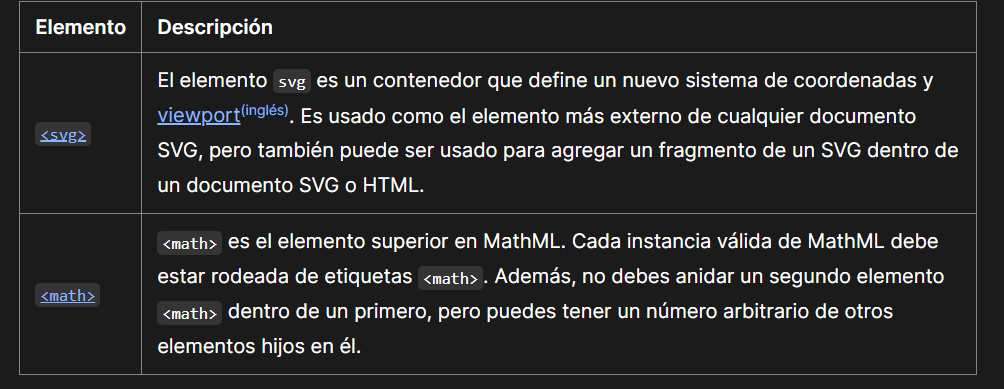 Elemento Descripción
El elemento svg es un contenedor que define un nuevo sistema de coordenadas y
viewport(inglés). Es usado como el elemento más externo de cualquier documento
<svg>
SVG, pero también puede ser usado para agregar un fragmento de un SVG dentro de
un documento SVG o HTML.
<math> es el elemento superior en MathML. Cada instancia válida de MathML debe
estar rodeada de etiquetas <math>. Además, no debes anidar un segundo elemento
<math>
<math> dentro de un primero, pero puedes tener un número arbitrario de otros
elementos hijos en él.